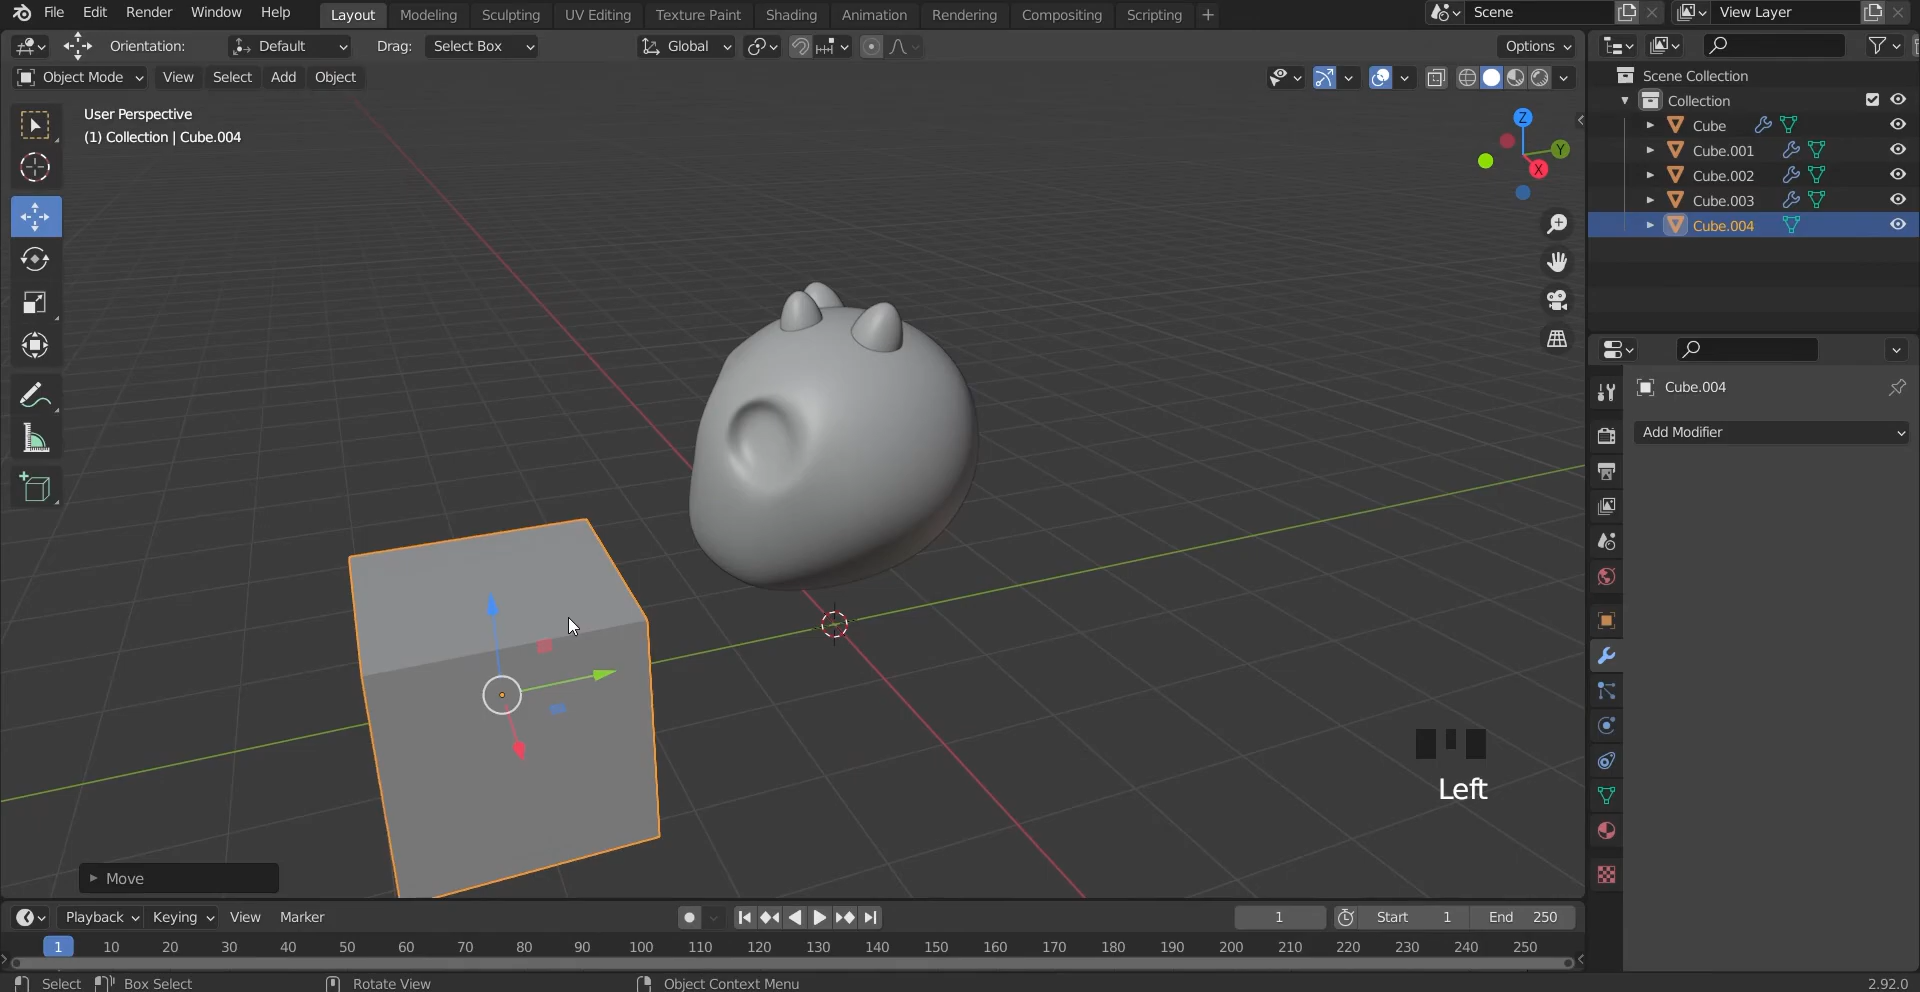 File Edit Render Window Help Layout Modeling Sculpting UV Editing Texture Paint Shading Animation Rendering Compositing Scripting + Scene View Layer
Orientation: Default Drag: Select Box Global Options
Object Mode View Select Add Object
User Perspective
(1) Collection | Cube.004
Z
Y
X
Scene Collection
Collection
Cube
Cube.001
Cube.002
Cube.003
Cube.004
Cube.004
Add Modifier
Left
Move
Playback Keying View Marker 1 Start 1 End 250
1 10 20 30 40 50 60 70 80 90 100 110 120 130 140 150 160 170 180 190 200 210 220 230 240 250
Select Box Select Rotate View Object Context Menu 2.92.0